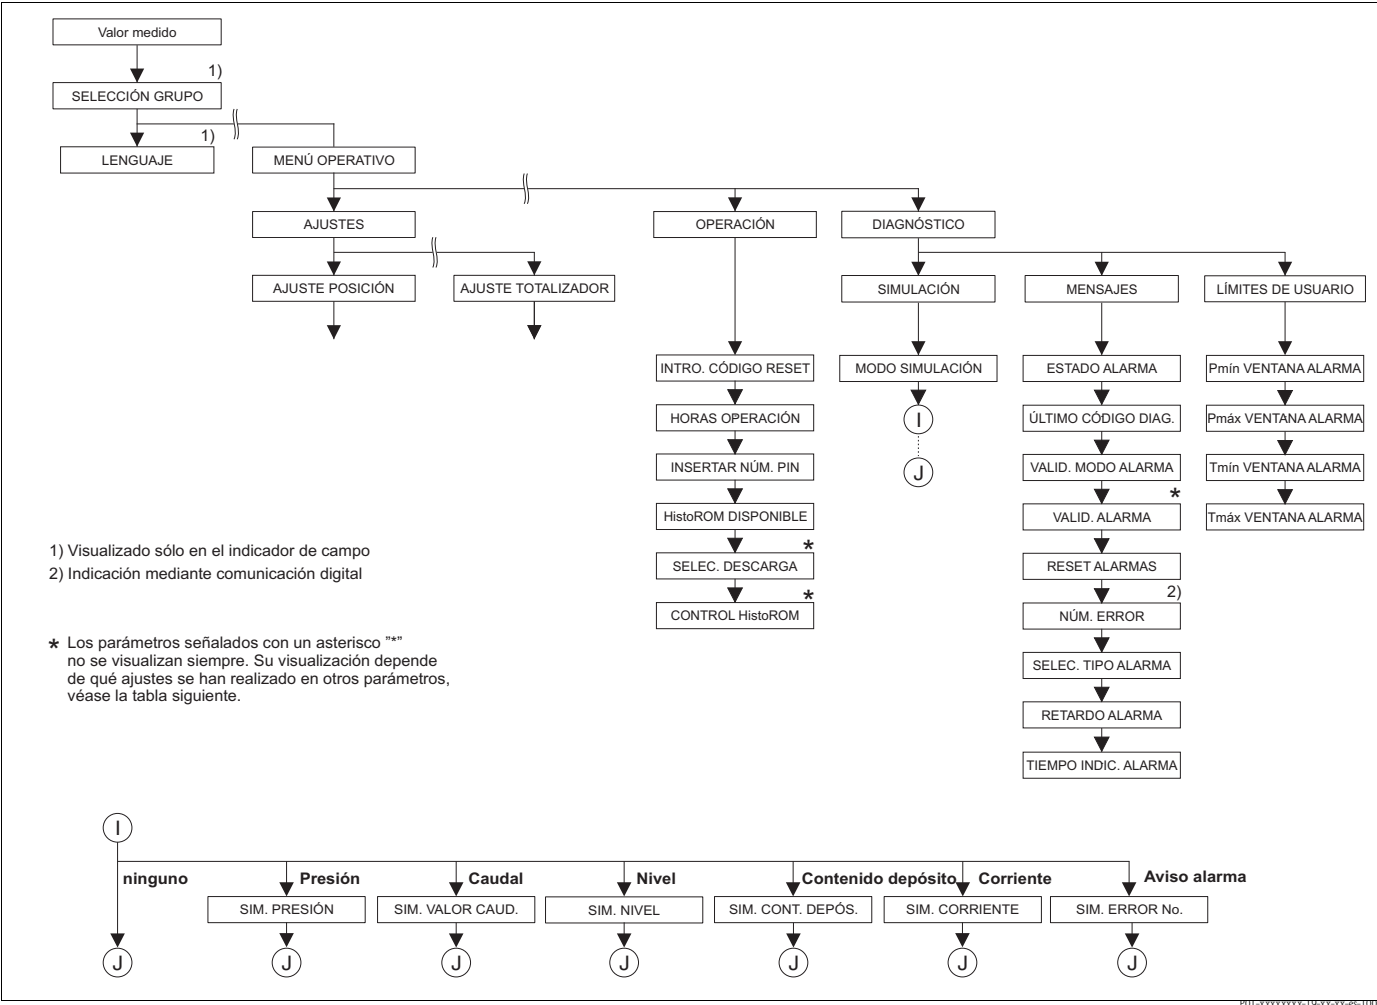 Valor medido
1)
SELECCIÓN GRUPO
1)
LENGUAJE
MENÚ OPERATIVO
AJUSTES
OPERACIÓN
DIAGNÓSTICO
AJUSTE POSICIÓN
AJUSTE TOTALIZADOR
SIMULACIÓN
MENSAJES
LÍMITES DE USUARIO
INTRO. CÓDIGO RESET
HORAS OPERACIÓN
INSERTAR NÚM. PIN
HistoROM DISPONIBLE
*
SELEC. DESCARGA
*
CONTROL HistoROM
MODO SIMULACIÓN
I
J
ESTADO ALARMA
ÚLTIMO CÓDIGO DIAG.
VALID. MODO ALARMA
*
VALID. ALARMA
RESET ALARMAS
2)
NÚM. ERROR
SELEC. TIPO ALARMA
RETARDO ALARMA
TIEMPO INDIC. ALARMA
Pmín VENTANA ALARMA
Pmáx VENTANA ALARMA
Tmín VENTANA ALARMA
Tmáx VENTANA ALARMA
1) Visualizado sólo en el indicador de campo
2) Indicación mediante comunicación digital
* Los parámetros señalados con un asterisco "*"
no se visualizan siempre. Su visualización depende
de qué ajustes se han realizado en otros parámetros,
véase la tabla siguiente.
I
ninguno
Presión
Caudal
Nivel
Contenido depósito
Corriente
Aviso alarma
SIM. PRESIÓN
SIM. VALOR CAUD.
SIM. NIVEL
SIM. CONT. DEPÓS.
SIM. CORRIENTE
SIM. ERROR No.
J
J
J
J
J
J
J